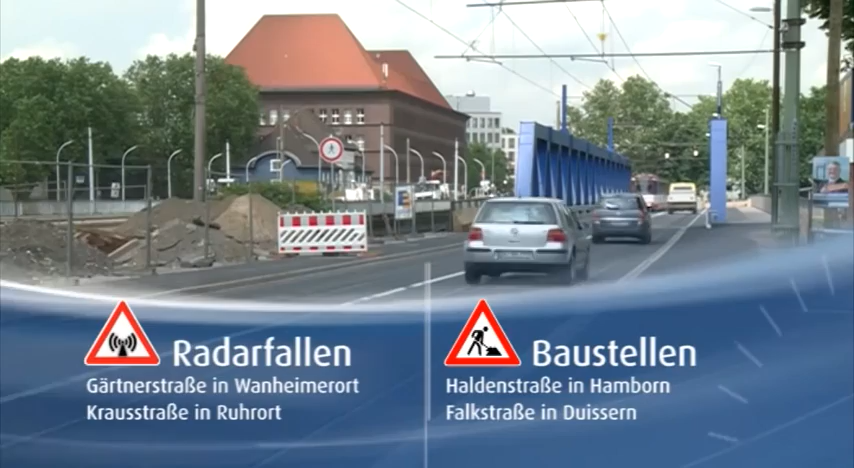 Radarfallen
Gärtnerstraße in Wanheimerort
Krausstraße in Ruhrort
Baustellen
Haldenstraße in Hamborn
Falkstraße in Duissern